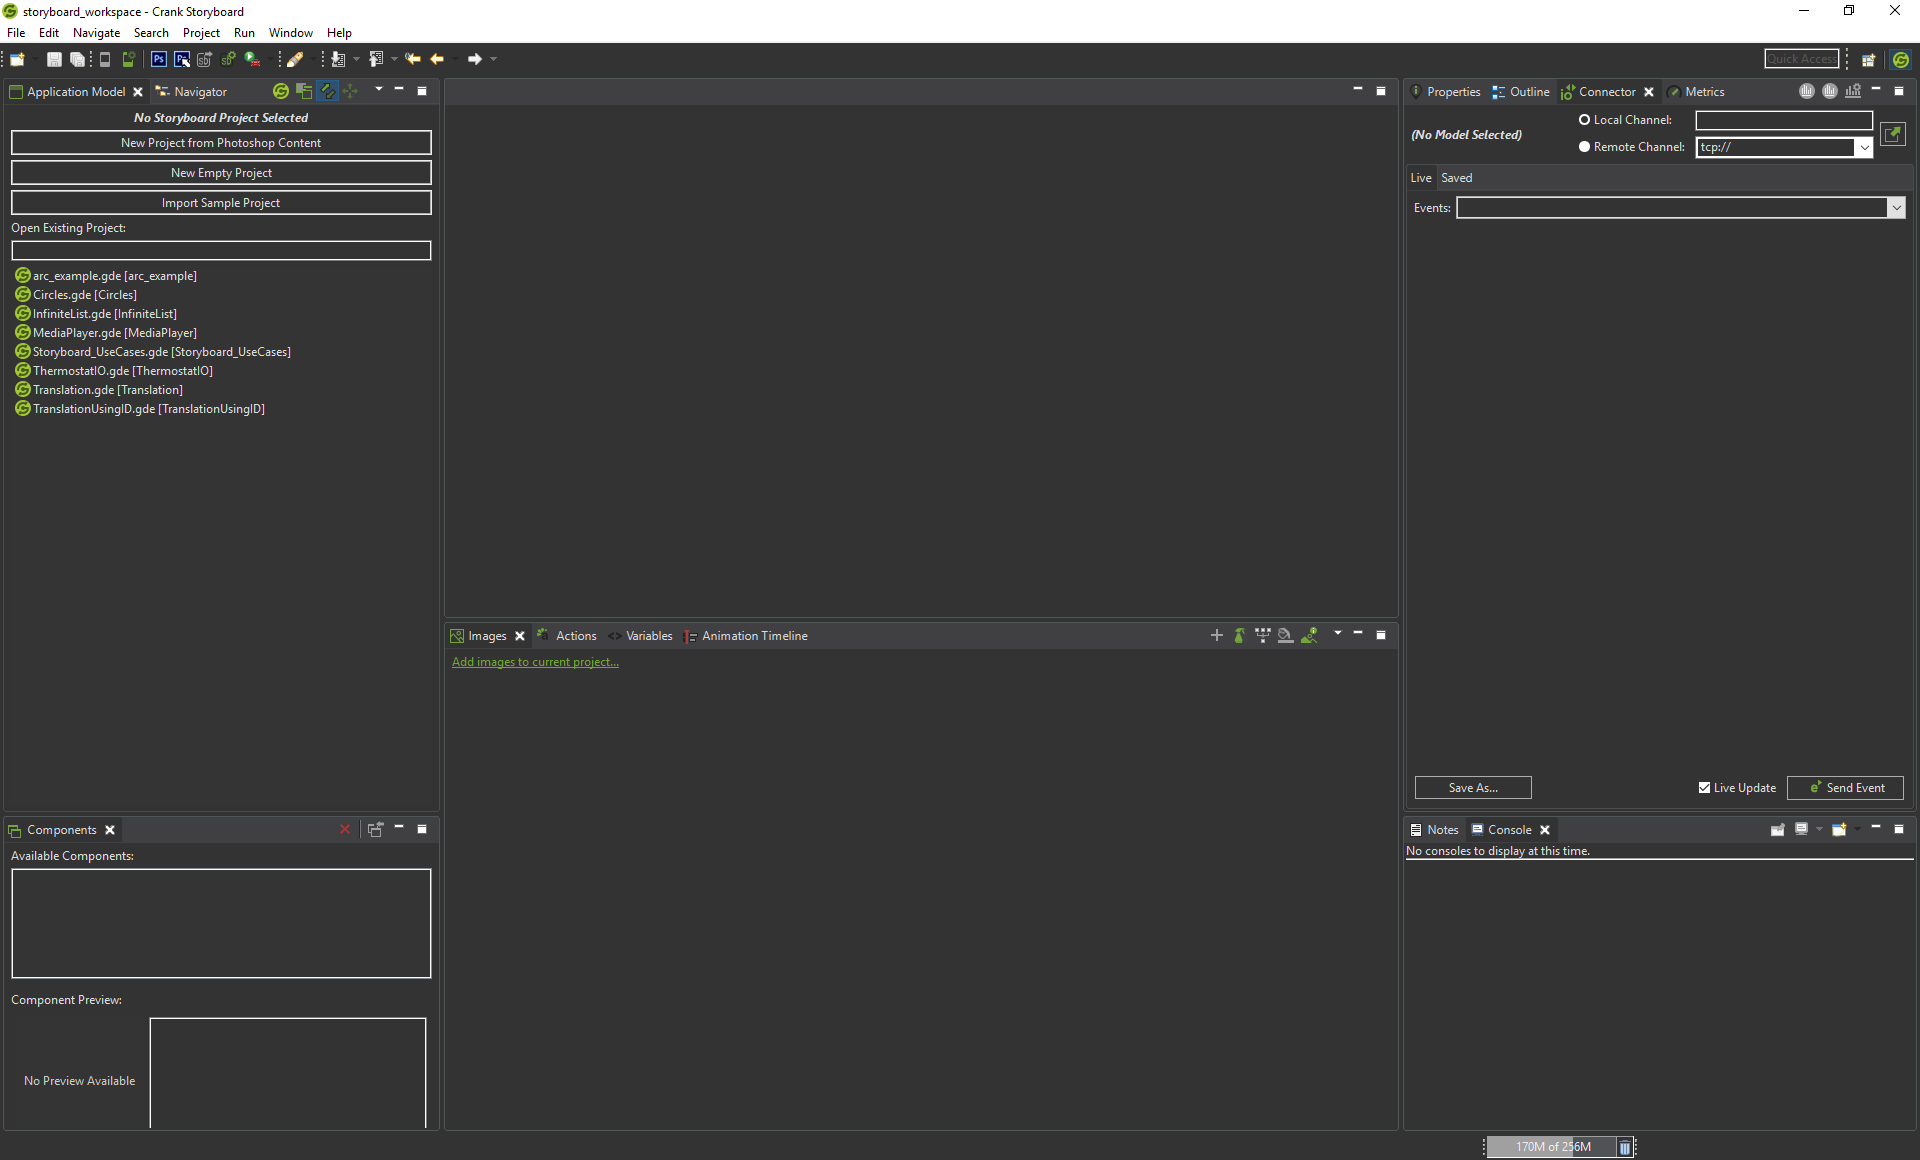 storyboard_workspace - Crank Storyboard
File Edit Navigate Search Project Run Window Help
Quick Access
Application Model Navigator
No Storyboard Project Selected
New Project from Photoshop Content
New Empty Project
Import Sample Project
Open Existing Project:
arc_example.gde [arc_example]
Circles.gde [Circles]
InfiniteList.gde [InfiniteList]
MediaPlayer.gde [MediaPlayer]
Storyboard_UseCases.gde [Storyboard_UseCases]
ThermostatIO.gde [ThermostatIO]
Translation.gde [Translation]
TranslationUsingID.gde [TranslationUsingID]
Components
Available Components:
Component Preview:
No Preview Available
Images Actions Variables Animation Timeline
Add images to current project...
Properties Outline Connector Metrics
(No Model Selected)
Local Channel:
Remote Channel: tcp://
Live Saved
Events:
Save As... Live Update Send Event
Notes Console
No consoles to display at this time.
170M of 256M